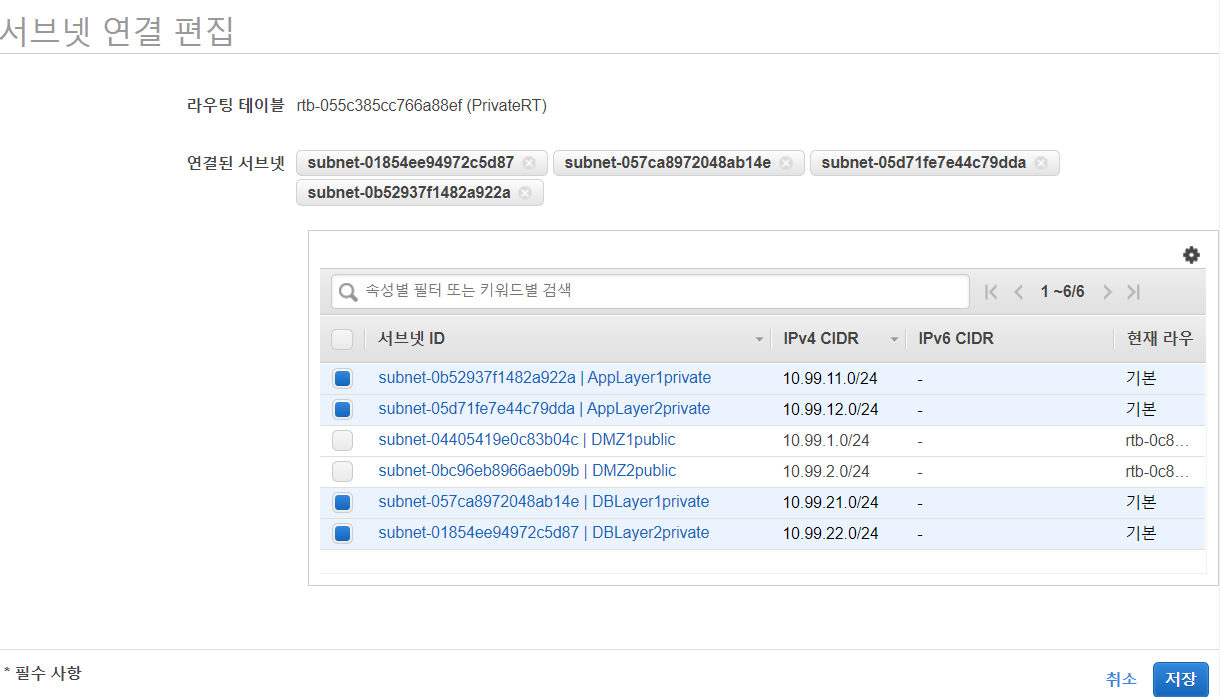 서브넷 연결 편집
라우팅 테이블 rtb-055c385cc766a88ef (PrivateRT)
연결된 서브넷 subnet-01854ee94972c5d87 subnet-057ca8972048ab14e subnet-05d71fe7e44c79dda
subnet-0b52937f1482a922a
속성별 필터 또는 키워드별 검색 1 ~6/6
서브넷 ID IPv4 CIDR IPv6 CIDR 현재 라우
subnet-0b52937f1482a922a | AppLayer1private 10.99.11.0/24 - 기본
subnet-05d71fe7e44c79dda | AppLayer2private 10.99.12.0/24 - 기본
subnet-04405419e0c83b04c | DMZ1public 10.99.1.0/24 - rtb-0c8...
subnet-0bc96eb8966aeb09b | DMZ2public 10.99.2.0/24 - rtb-0c8...
subnet-057ca8972048ab14e | DBLayer1private 10.99.21.0/24 - 기본
subnet-01854ee94972c5d87 | DBLayer2private 10.99.22.0/24 - 기본
* 필수 사항 취소 저장